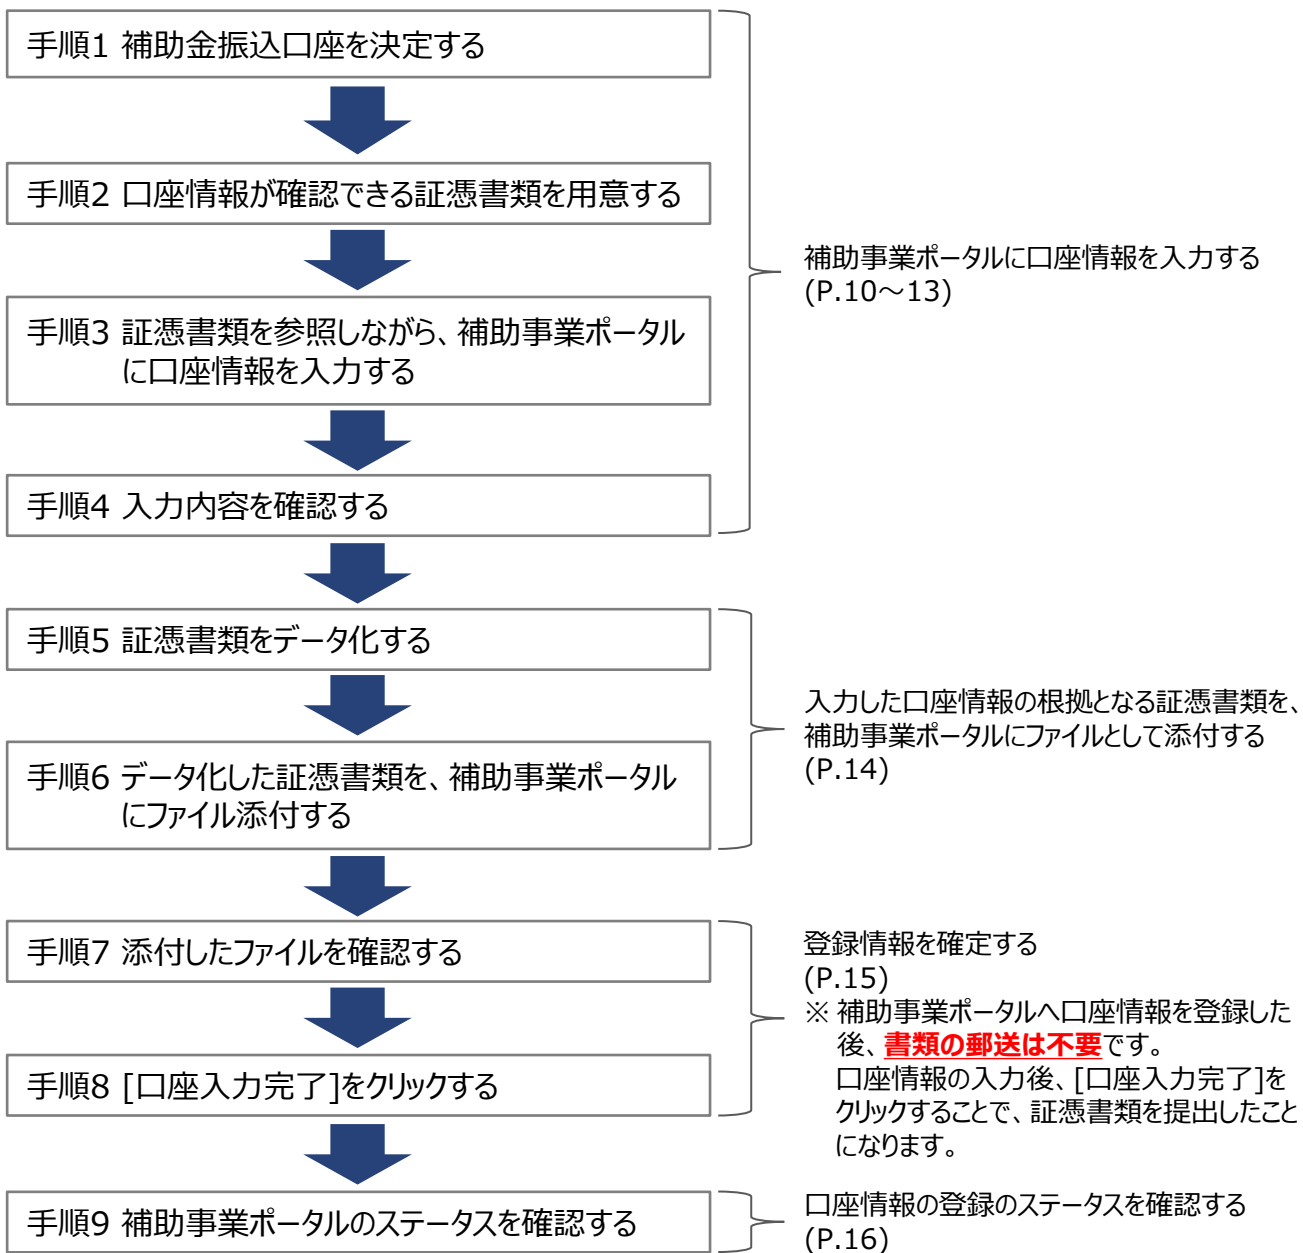 手順1 補助金振込口座を決定する
手順2 口座情報が確認できる証憑書類を用意する
手順3 証憑書類を参照しながら、補助事業ポータル
に口座情報を入力する
手順4 入力内容を確認する
補助事業ポータルに口座情報を入力する
(P.10～13)
手順5 証憑書類をデータ化する
手順6 データ化した証憑書類を、補助事業ポータル
にファイル添付する
入力した口座情報の根拠となる証憑書類を、
補助事業ポータルにファイルとして添付する
(P.14)
手順7 添付したファイルを確認する
手順8 [口座入力完了]をクリックする
登録情報を確定する
(P.15)
※ 補助事業ポータルへ口座情報を登録した
後、書類の郵送は不要です。
口座情報の入力後、[口座入力完了]を
クリックすることで、証憑書類を提出したこと
になります。
手順9 補助事業ポータルのステータスを確認する
口座情報の登録のステータスを確認する
(P.16)